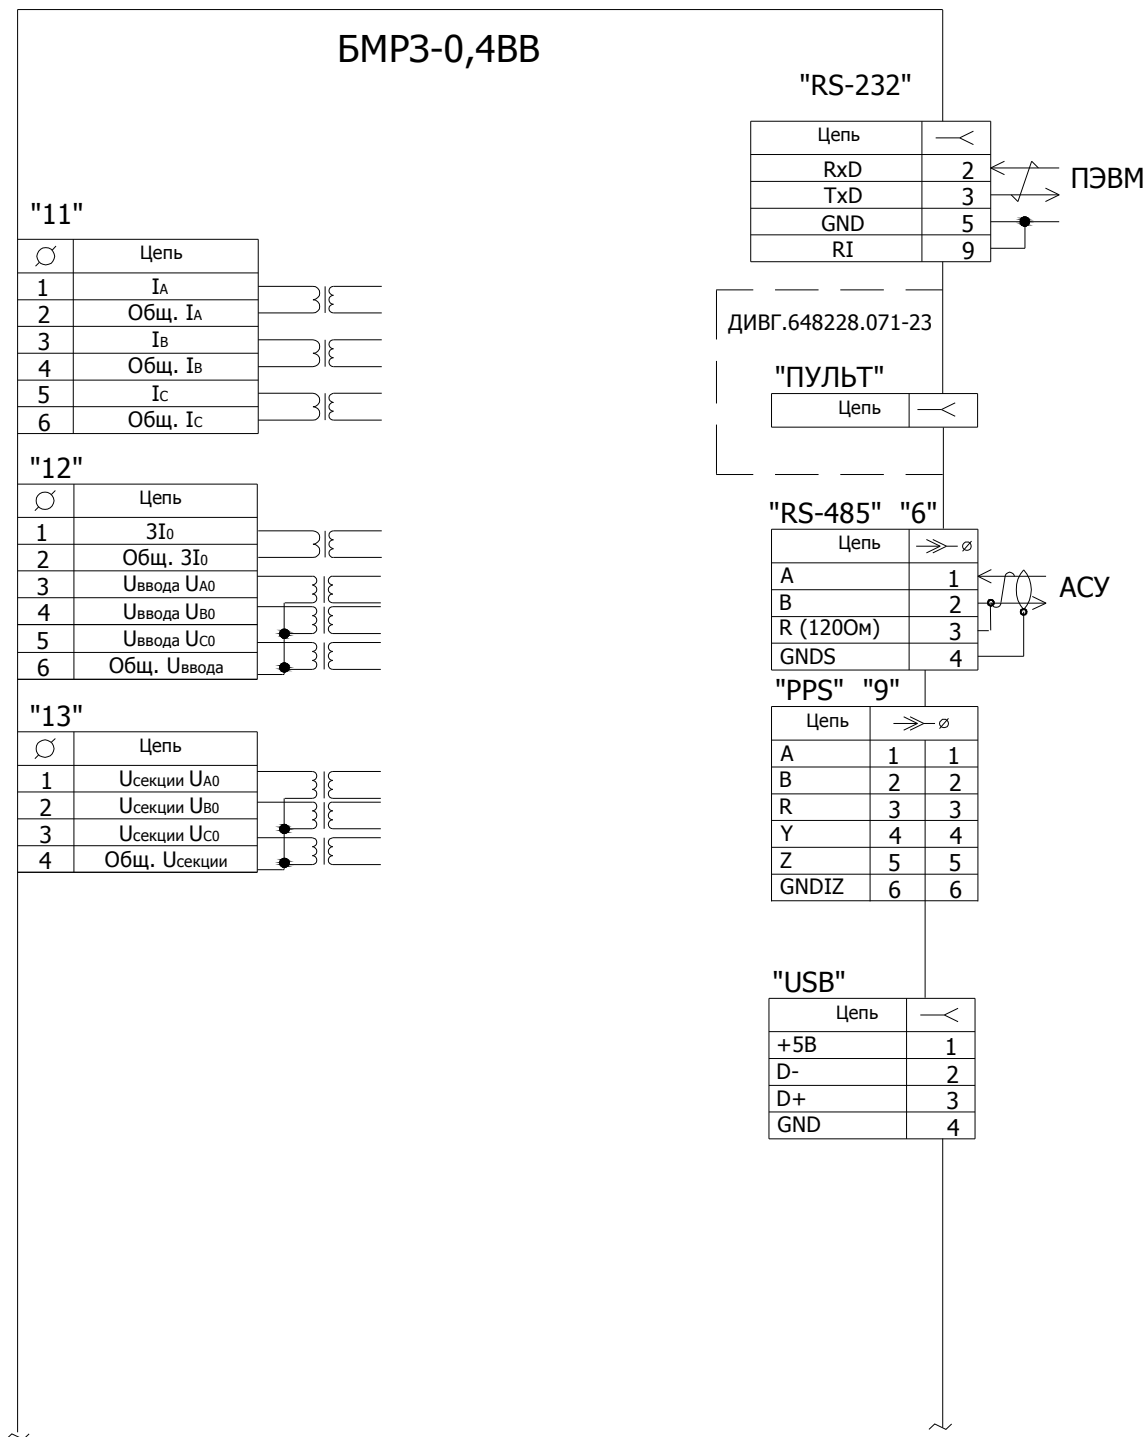 БМРЗ-0,4ВВ
"RS-232"
Цепь
RxD 2
TxD 3
GND 5
RI 9
ПЭВМ
"11"
Цепь
1 IA
2 Общ. IA
3 IB
4 Общ. IB
5 IC
6 Общ. IC
ДИВГ.648228.071-23
"ПУЛЬТ"
Цепь
"12"
Цепь
1 3I0
2 Общ. 3I0
3 Uввода UA0
4 Uввода UB0
5 Uввода UC0
6 Общ. Uввода
"RS-485" "6"
Цепь
A 1
B 2
R (120Ом) 3
GNDS 4
АСУ
"13"
Цепь
1 Uсекции UA0
2 Uсекции UB0
3 Uсекции UC0
4 Общ. Uсекции
"PPS" "9"
Цепь
A 1 1
B 2 2
R 3 3
Y 4 4
Z 5 5
GNDIZ 6 6
"USB"
Цепь
+5В 1
D- 2
D+ 3
GND 4